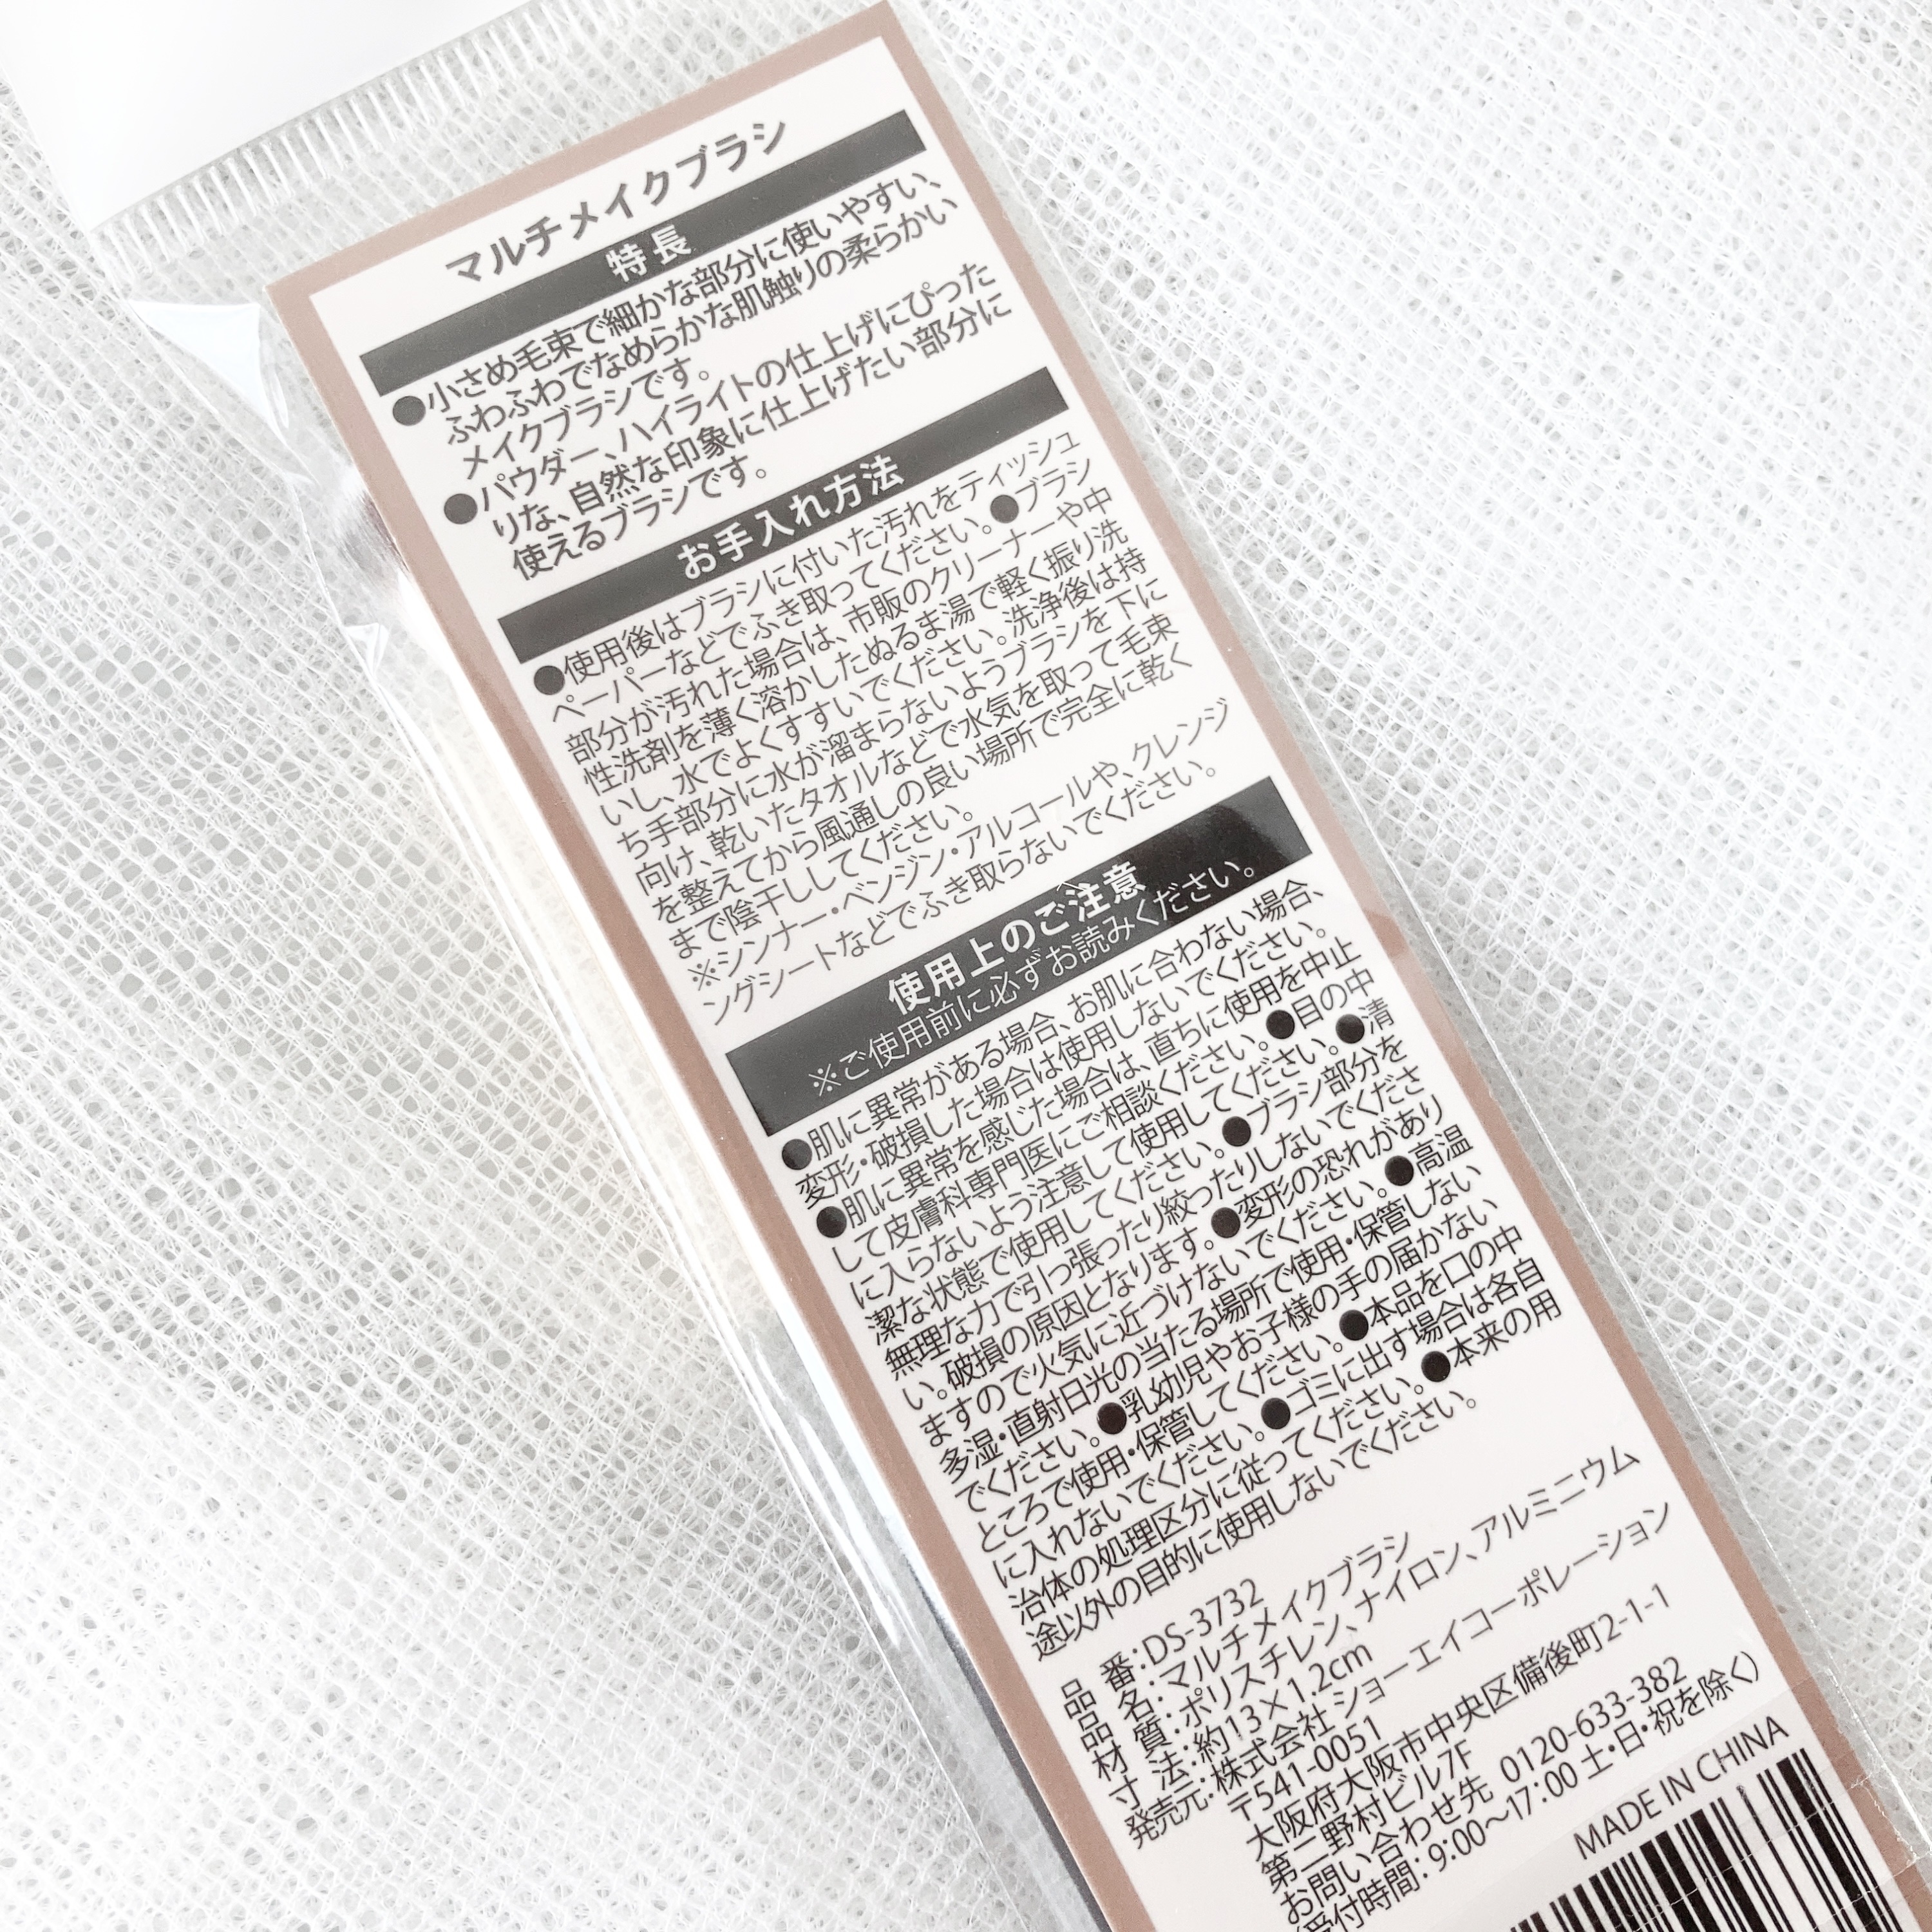 マルチメイクブラシ
特長
●小さめ毛束で細かな部分に使いやすい、
ふわふわでなめらかな肌触りの柔らかい
メイクブラシです。
●パウダー、ハイライトの仕上げにぴった
りな、自然な印象に仕上げたい部分に
使えるブラシです。
お手入れ方法
●使用後はブラシに付いた汚れをティッシュ
ペーパーなどでふき取ってください。●ブラシ
部分が汚れた場合は、市販のクリーナーや中
性洗剤を薄く溶かしたぬるま湯で軽く振り洗
いし、水でよくすすいでください。洗浄後は持
ち手部分に水が溜まらないようブラシを下に
向け、乾いたタオルなどで水気を取って毛束
を整えてから風通しの良い場所で完全に乾く
まで陰干ししてください。
※シンナー・ベンジン・アルコールや、クレンジ
ングシートなどでふき取らないでください。
使用上のご注意
※ご使用前に必ずお読みください。
●肌に異常がある場合、お肌に合わない場合、
変形・破損した場合は使用しないでください。
●肌に異常を感じた場合は、直ちに使用を中止
して皮膚科専門医にご相談ください。●目の中
に入らないよう注意して使用してください。●清
潔な状態で使用してください。●ブラシ部分を
無理な力で引っ張ったり絞ったりしないでくださ
い。破損の原因となります。●変形の恐れがあり
ますので火気に近づけないでください。●高温
多湿・直射日光の当たる場所で使用・保管しない
でください。●乳幼児やお子様の手の届かない
ところで使用・保管してください。●本品を口の中
に入れないでください。●ゴミに出す場合は各自
治体の処理区分に従ってください。●本来の用
途以外の目的に使用しないでください。
品 番：DS-3732
品 名：マルチメイクブラシ
材 質：ポリスチレン、ナイロン、アルミニウム
寸 法：約13×1.2cm
発売元：株式会社 ショーエイコーポレーション
〒541-0051
大阪府大阪市中央区備後町2-1-1
第二野村ビル7F
お問い合わせ先 0120-633-382
(受付時間：9:00～17:00 土・日・祝を除く)
MADE IN CHINA